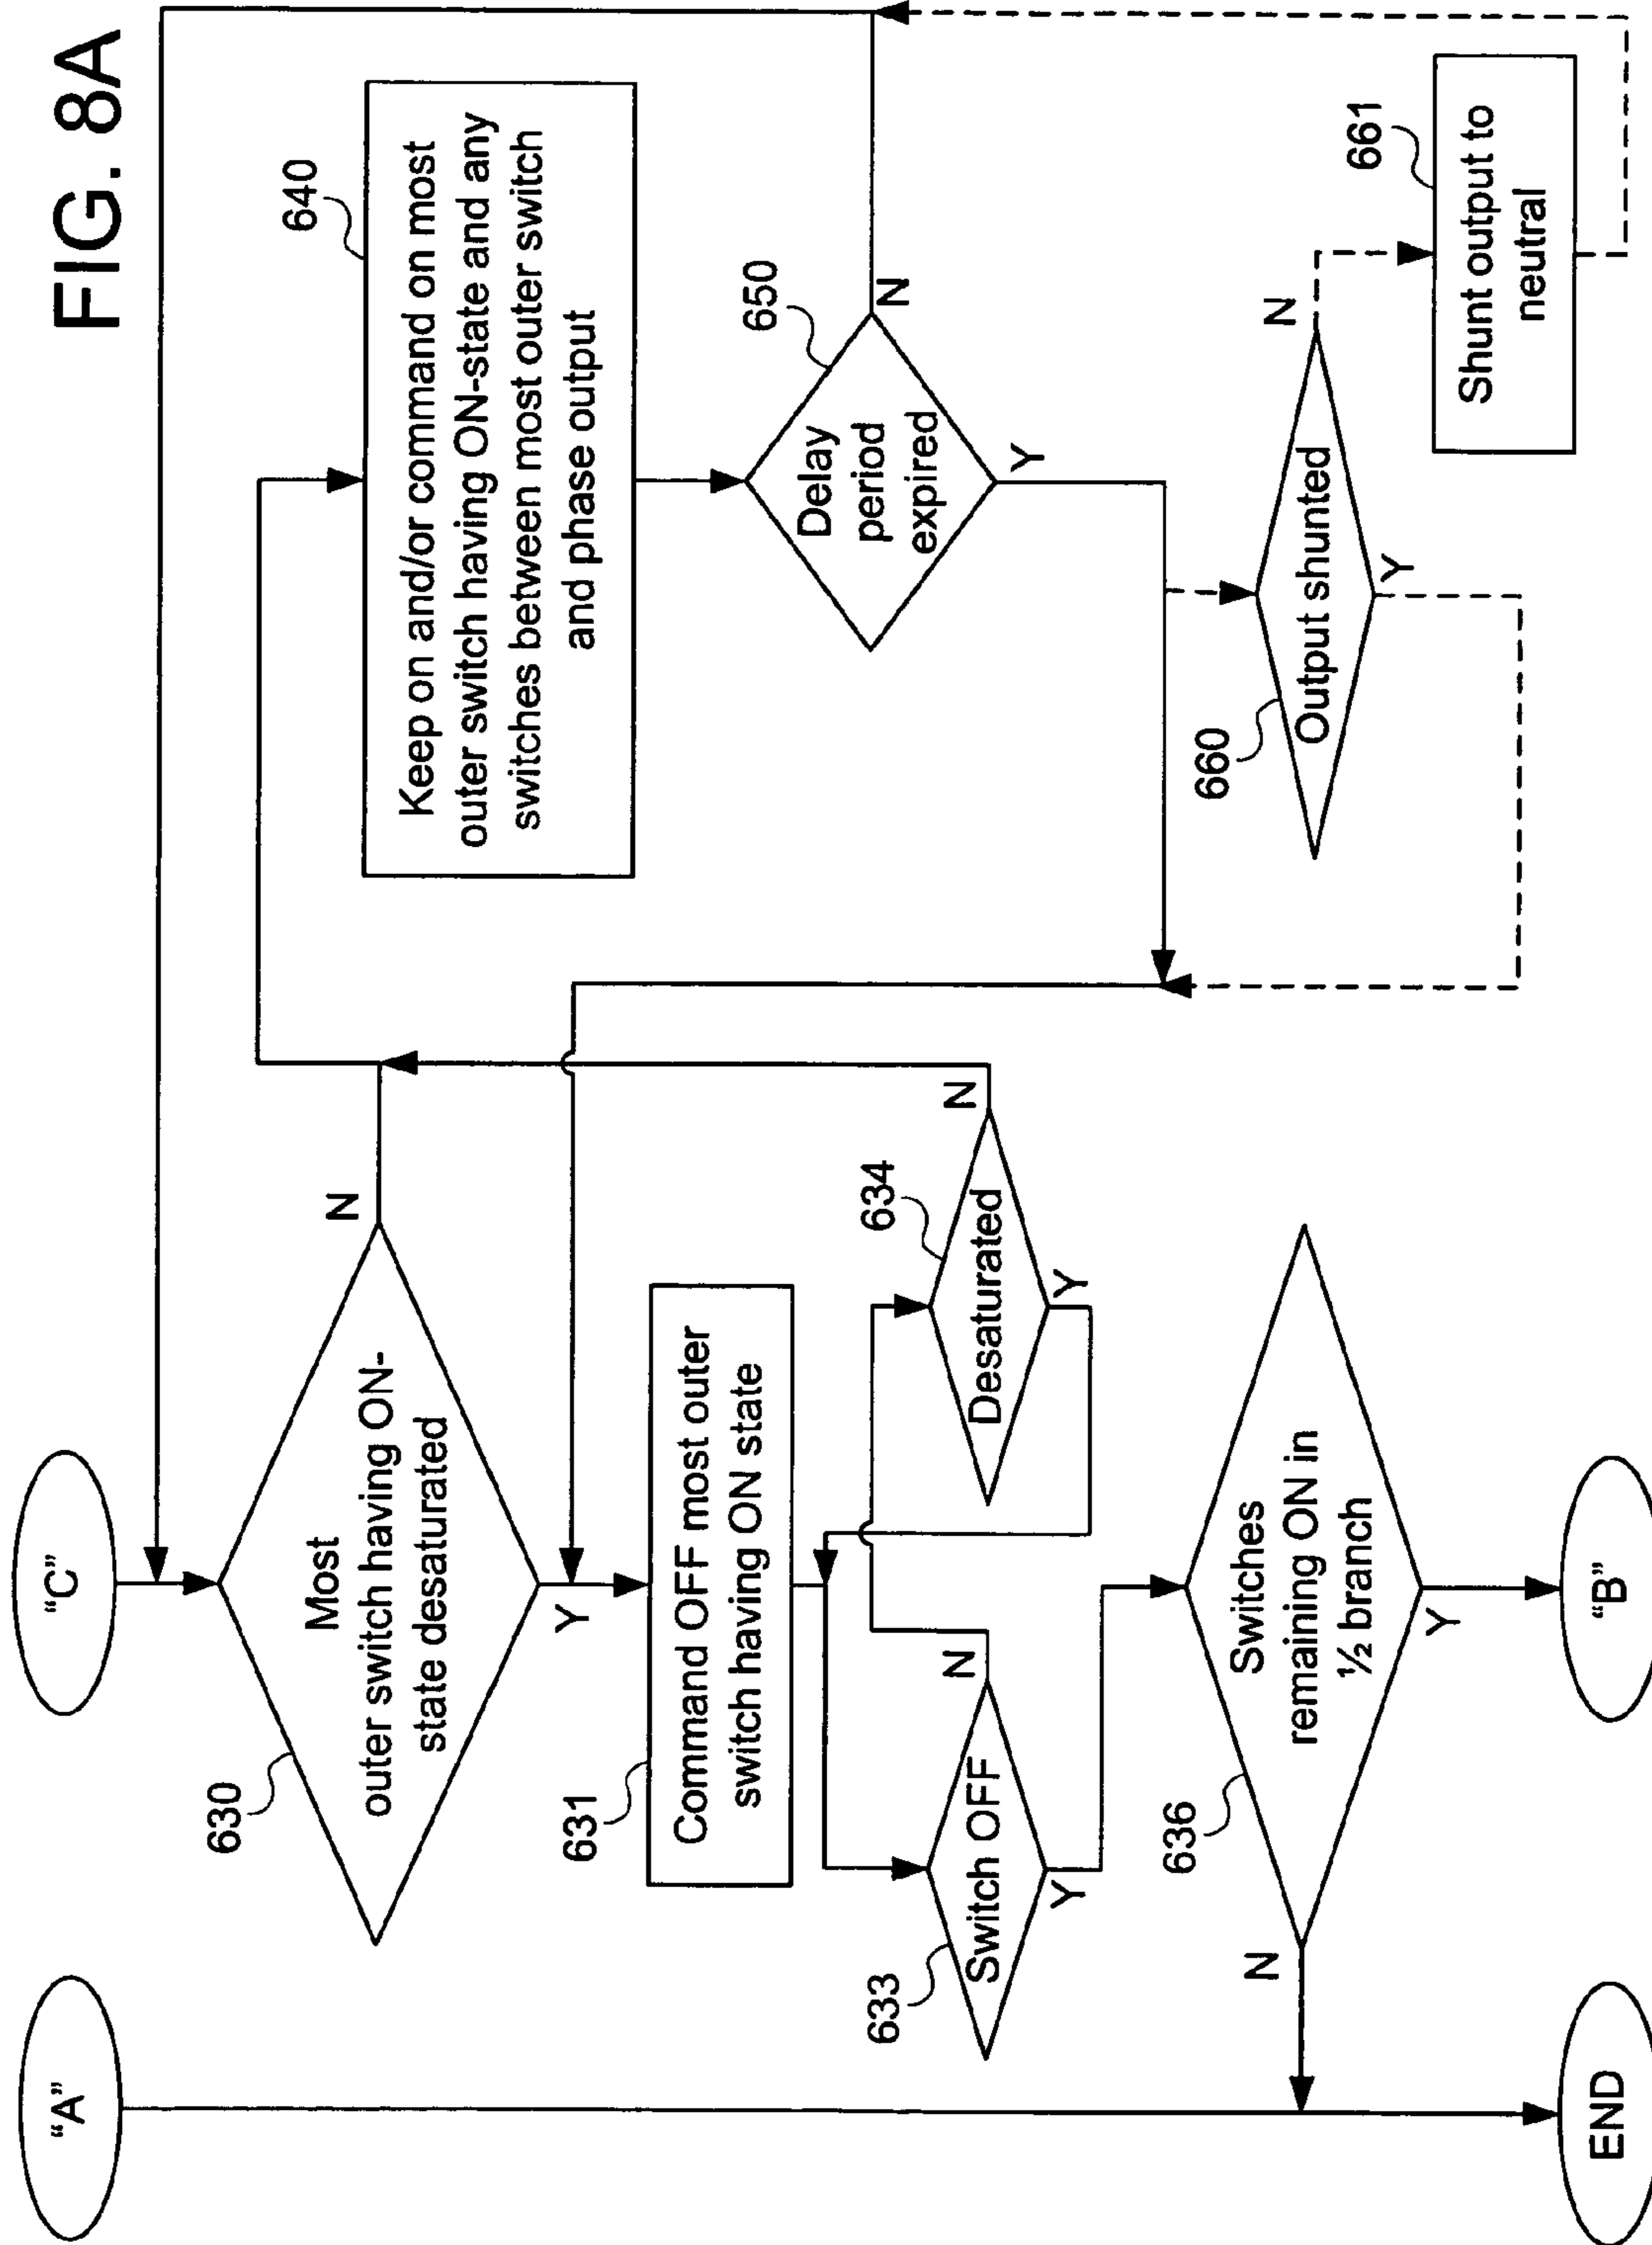 FIG. 8A
“A”
“C”
630
Most
outer switch having ON-
state desaturated
N
Y
640
Keep on and/or command on most
outer switch having ON-state and any
switches between most outer switch
and phase output
631
Command OFF most outer
switch having ON state
650
Delay
period
expired
N
Y
633
Switch OFF
N
Y
634
Desaturated
N
Y
660
Output shunted
N
Y
661
Shunt output to
neutral
636
Switches
remaining ON in
½ branch
N
Y
END
“B”